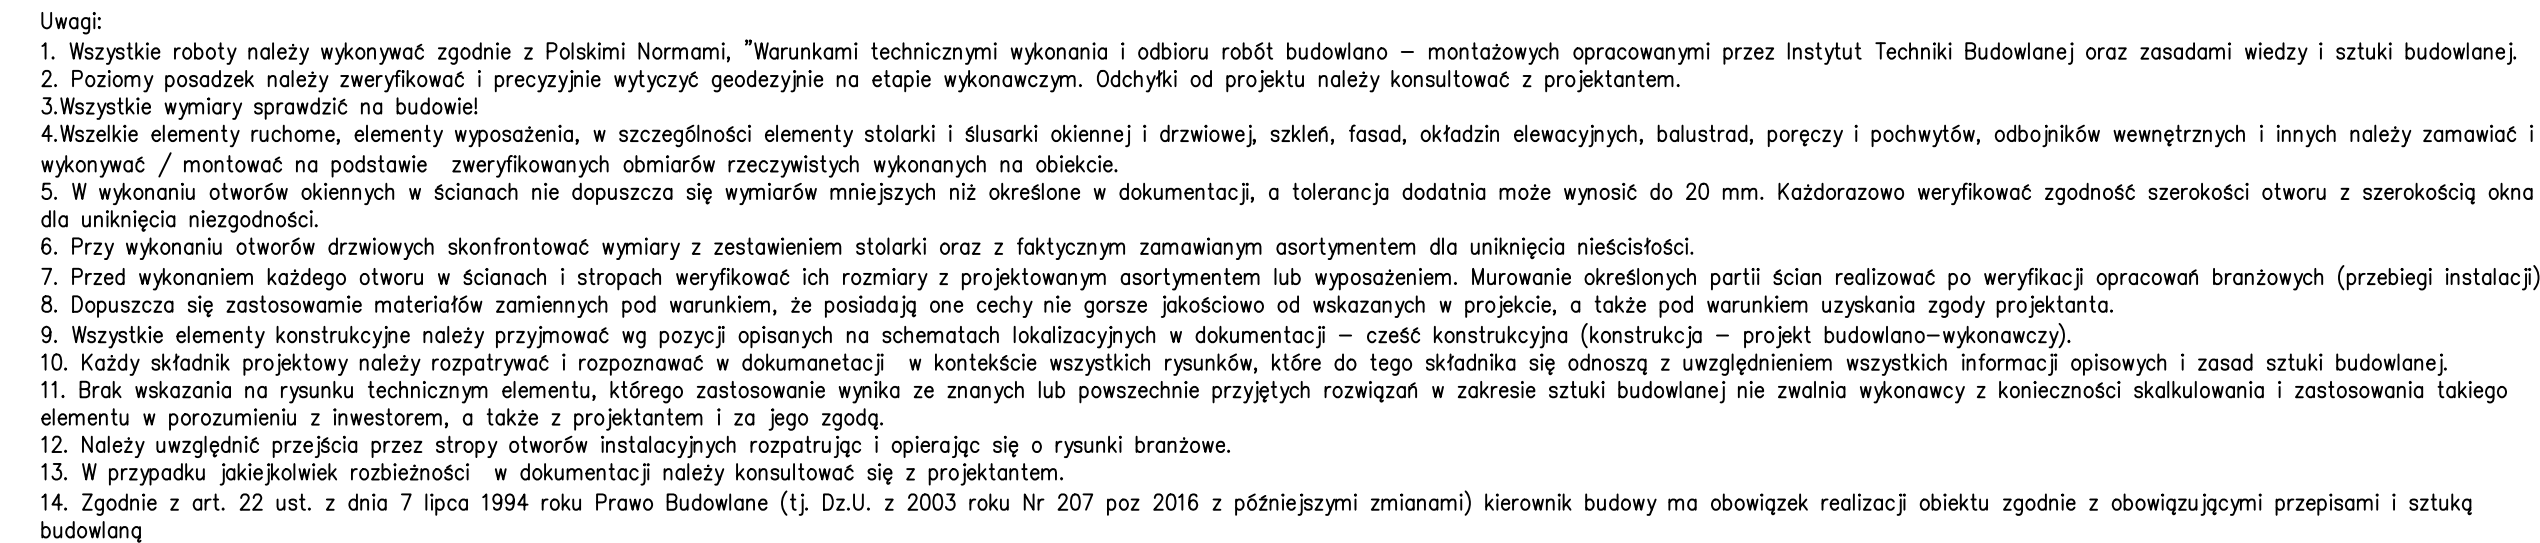 Uwagi:
1. Wszystkie roboty należy wykonywać zgodnie z Polskimi Normami, "Warunkami technicznymi wykonania i odbioru robót budowlano – montażowych opracowanymi przez Instytut Techniki Budowlanej oraz zasadami wiedzy i sztuki budowlanej.
2. Poziomy posadzek należy zweryfikować i precyzyjnie wytyczyć geodezyjnie na etapie wykonawczym. Odchyłki od projektu należy konsultować z projektantem.
3.Wszystkie wymiary sprawdzić na budowie!
4.Wszelkie elementy ruchome, elementy wyposażenia, w szczególności elementy stolarki i ślusarki okiennej i drzwiowej, szkleń, fasad, okładzin elewacyjnych, balustrad, poręczy i pochwytów, odbojników wewnętrznych i innych należy zamawiać i
wykonywać / montować na podstawie  zweryfikowanych obmiarów rzeczywistych wykonanych na obiekcie.
5. W wykonaniu otworów okiennych w ścianach nie dopuszcza się wymiarów mniejszych niż określone w dokumentacji, a tolerancja dodatnia może wynosić do 20 mm. Każdorazowo weryfikować zgodność szerokości otworu z szerokością okna
dla uniknięcia niezgodności.
6. Przy wykonaniu otworów drzwiowych skonfrontować wymiary z zestawieniem stolarki oraz z faktycznym zamawianym asortymentem dla uniknięcia nieścisłości.
7. Przed wykonaniem każdego otworu w ścianach i stropach weryfikować ich rozmiary z projektowanym asortymentem lub wyposażeniem. Murowanie określonych partii ścian realizować po weryfikacji opracowań branżowych (przebiegi instalacji)
8. Dopuszcza się zastosowamie materiałów zamiennych pod warunkiem, że posiadają one cechy nie gorsze jakościowo od wskazanych w projekcie, a także pod warunkiem uzyskania zgody projektanta.
9. Wszystkie elementy konstrukcyjne należy przyjmować wg pozycji opisanych na schematach lokalizacyjnych w dokumentacji – cześć konstrukcyjna (konstrukcja – projekt budowlano–wykonawczy).
10. Każdy składnik projektowy należy rozpatrywać i rozpoznawać w dokumanetacji  w kontekście wszystkich rysunków, które do tego składnika się odnoszą z uwzględnieniem wszystkich informacji opisowych i zasad sztuki budowlanej.
11. Brak wskazania na rysunku technicznym elementu, którego zastosowanie wynika ze znanych lub powszechnie przyjętych rozwiązań w zakresie sztuki budowlanej nie zwalnia wykonawcy z konieczności skalkulowania i zastosowania takiego
elementu w porozumieniu z inwestorem, a także z projektantem i za jego zgodą.
12. Należy uwzględnić przejścia przez stropy otworów instalacyjnych rozpatrując i opierając się o rysunki branżowe.
13. W przypadku jakiejkolwiek rozbieżności  w dokumentacji należy konsultować się z projektantem.
14. Zgodnie z art. 22 ust. z dnia 7 lipca 1994 roku Prawo Budowlane (tj. Dz.U. z 2003 roku Nr 207 poz 2016 z późniejszymi zmianami) kierownik budowy ma obowiązek realizacji obiektu zgodnie z obowiązującymi przepisami i sztuką
budowlaną